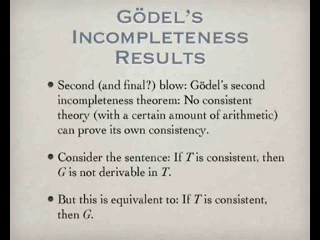 GÖDEL'S
INCOMPLETENESS
RESULTS
• Second (and final?) blow: Gödel's second
incompleteness theorem: No consistent
theory (with a certain amount of arithmetic)
can prove its own consistency.
• Consider the sentence: If T is consistent, then
G is not derivable in T.
• But this is equivalent to: If T is consistent,
then G.